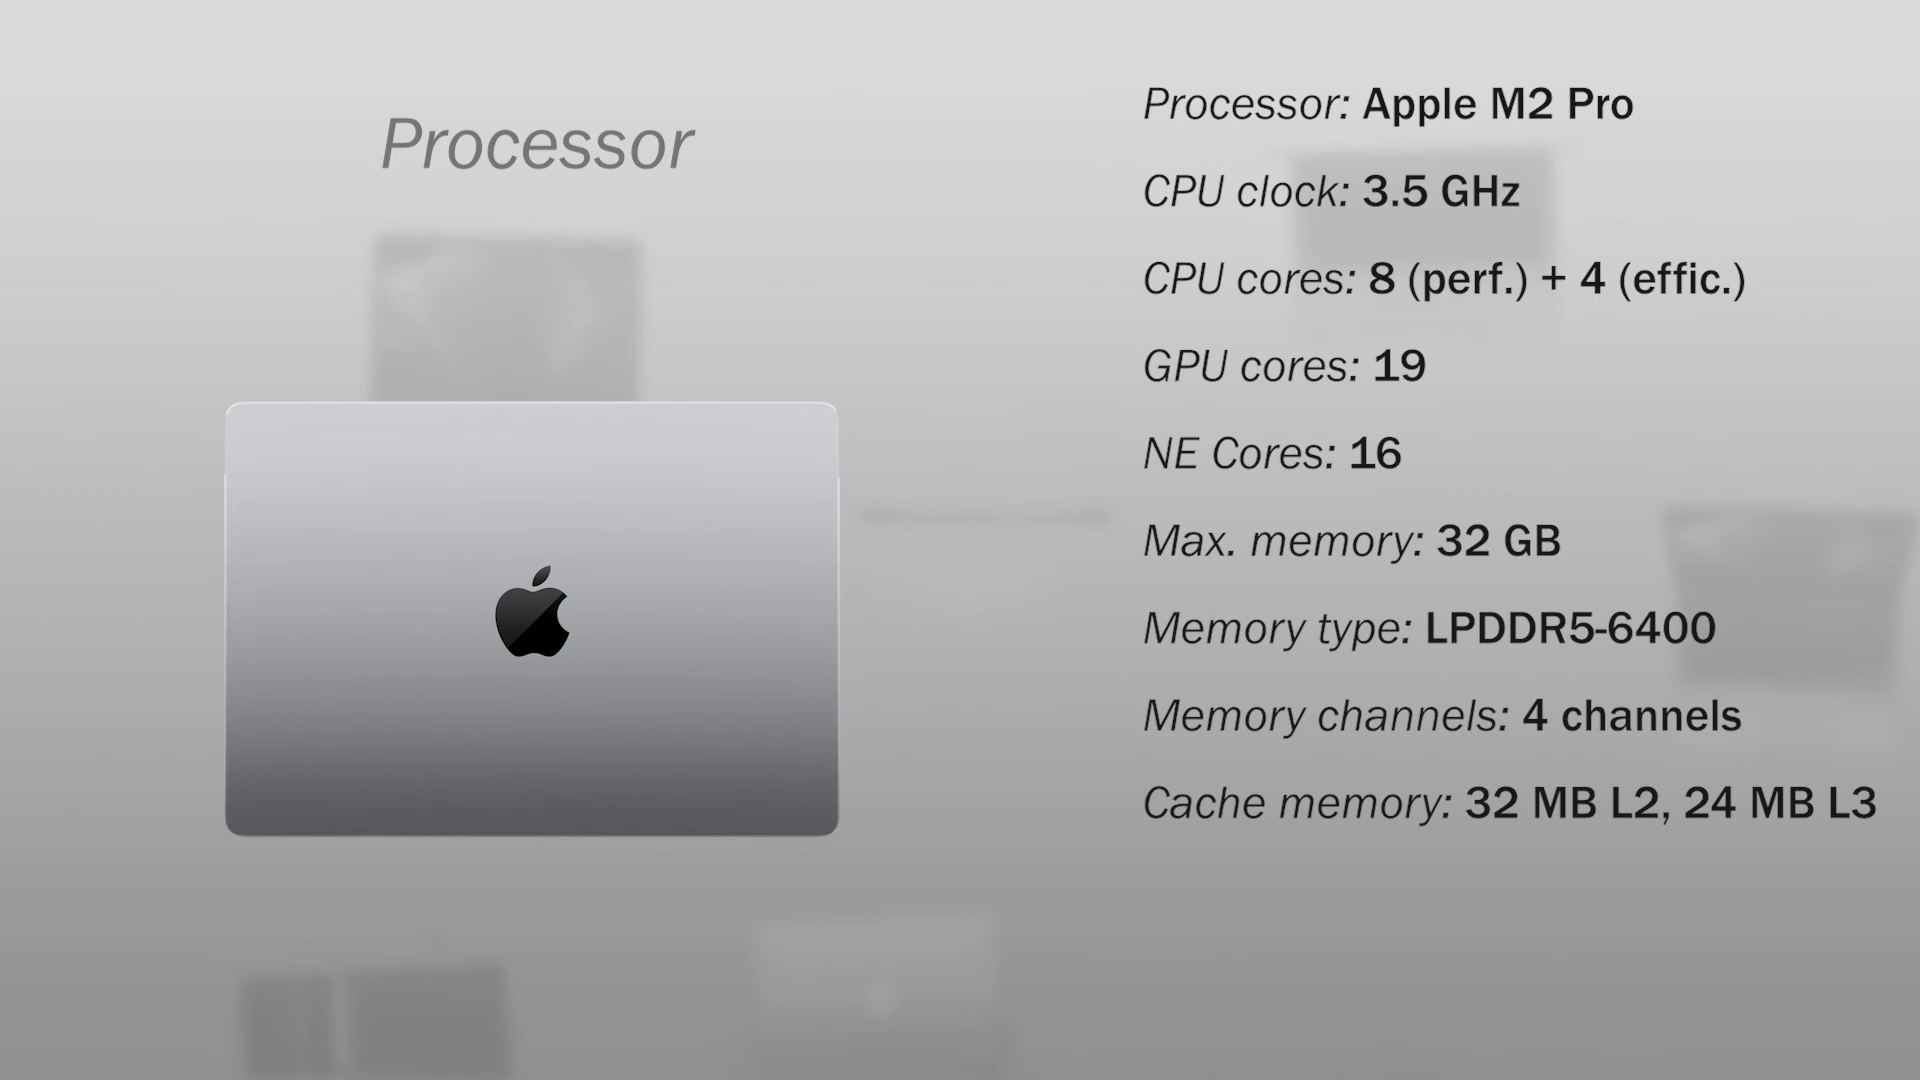 Processor
Processor: Apple M2 Pro
CPU clock: 3.5 GHz
CPU cores: 8 (perf.) + 4 (effic.)
GPU cores: 19
NE Cores: 16
Max. memory: 32 GB
Memory type: LPDDR5-6400
Memory channels: 4 channels
Cache memory: 32 MB L2, 24 MB L3